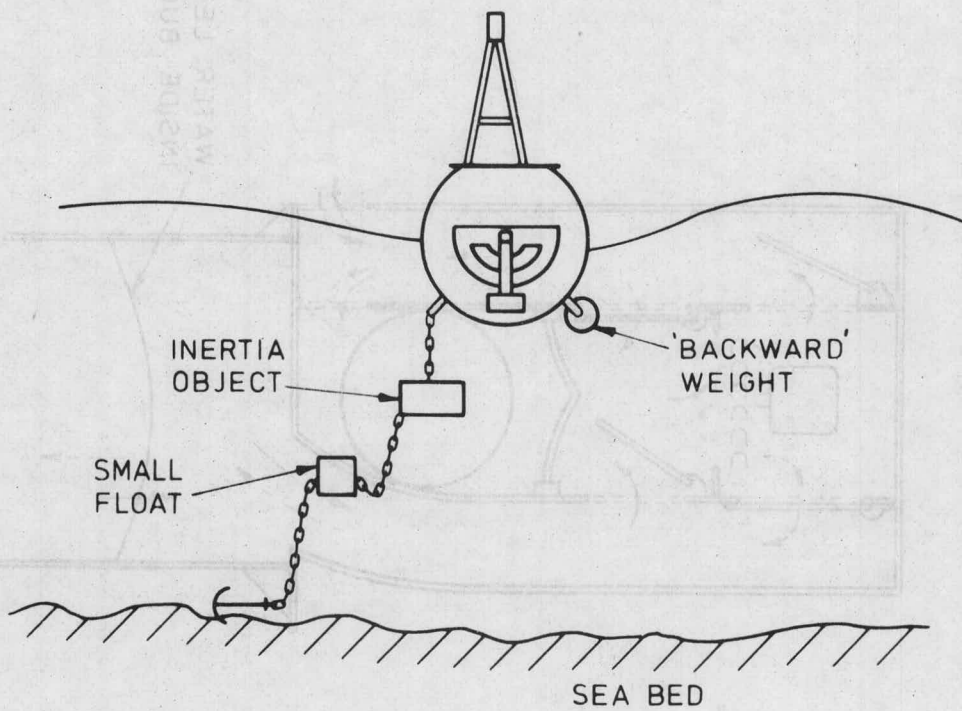 INERTIA
OBJECT
'BACKWARD'
WEIGHT
SMALL
FLOAT
SEA BED